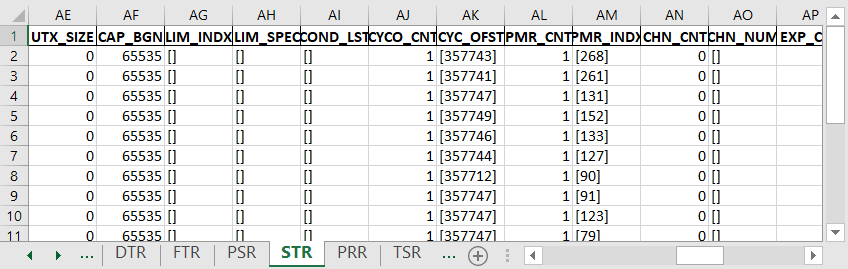 AE AF AG AH AI AJ AK AL AM AN AO AP
1 UTX_SIZE CAP_BGN LIM_INDX LIM_SPEC COND_LST CYCO_CNT CYC_OFST PMR_CNT PMR_INDX CHN_CNT CHN_NUM EXP_C
2 0 65535 [] [] [] 1 [357743] 1 [268] 0 []
3 0 65535 [] [] [] 1 [357741] 1 [261] 0 []
4 0 65535 [] [] [] 1 [357747] 1 [131] 0 []
5 0 65535 [] [] [] 1 [357749] 1 [152] 0 []
6 0 65535 [] [] [] 1 [357746] 1 [133] 0 []
7 0 65535 [] [] [] 1 [357744] 1 [127] 0 []
8 0 65535 [] [] [] 1 [357712] 1 [90] 0 []
9 0 65535 [] [] [] 1 [357747] 1 [91] 0 []
10 0 65535 [] [] [] 1 [357747] 1 [123] 0 []
11 0 65535 [] [] [] 1 [357747] 1 [79] 0 []
... DTR FTR PSR STR PRR TSR ...